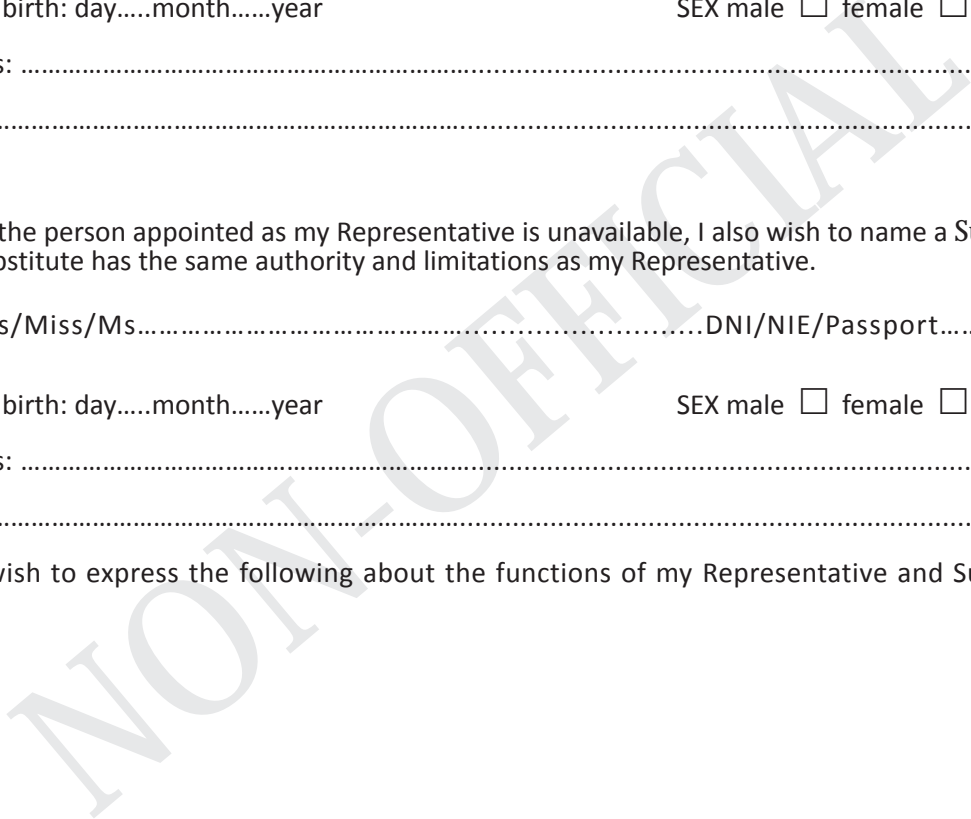 birth: day.....month......year SEX male ☐ female ☐
s: ................................................................................
................................................................................
the person appointed as my Representative is unavailable, I also wish to name a Su
bstitute has the same authority and limitations as my Representative.
s/Miss/Ms............................................................DNI/NIE/Passport.....
birth: day.....month......year SEX male ☐ female ☐
s: ................................................................................
................................................................................
wish to express the following about the functions of my Representative and Su
NON-OFFICIAL